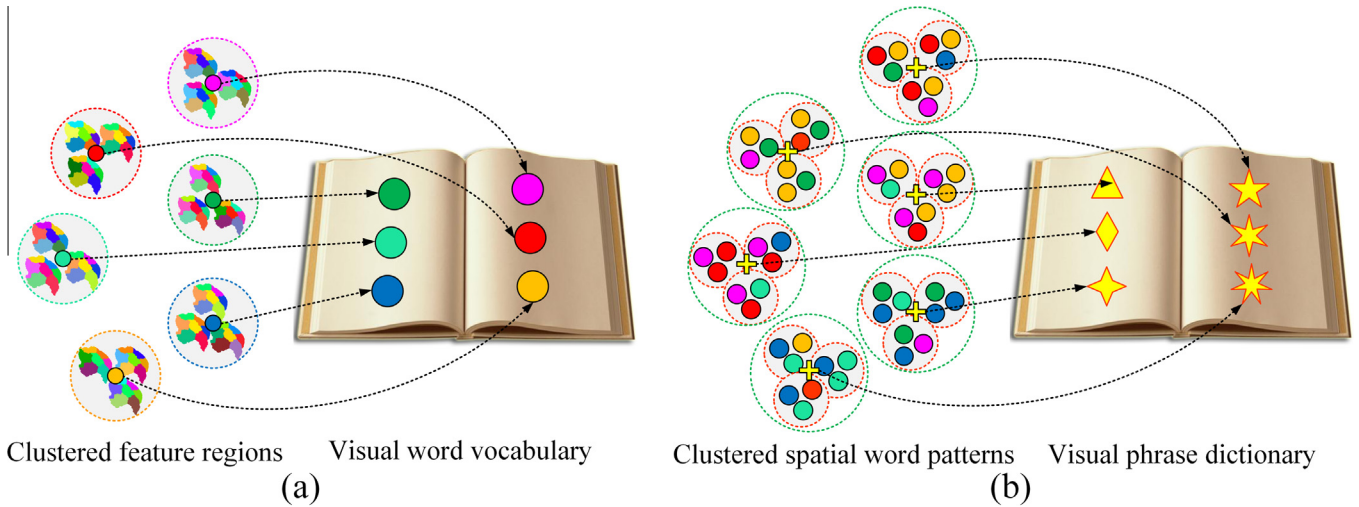 Clustered feature regions
Visual word vocabulary
(a)
Clustered spatial word patterns
Visual phrase dictionary
(b)